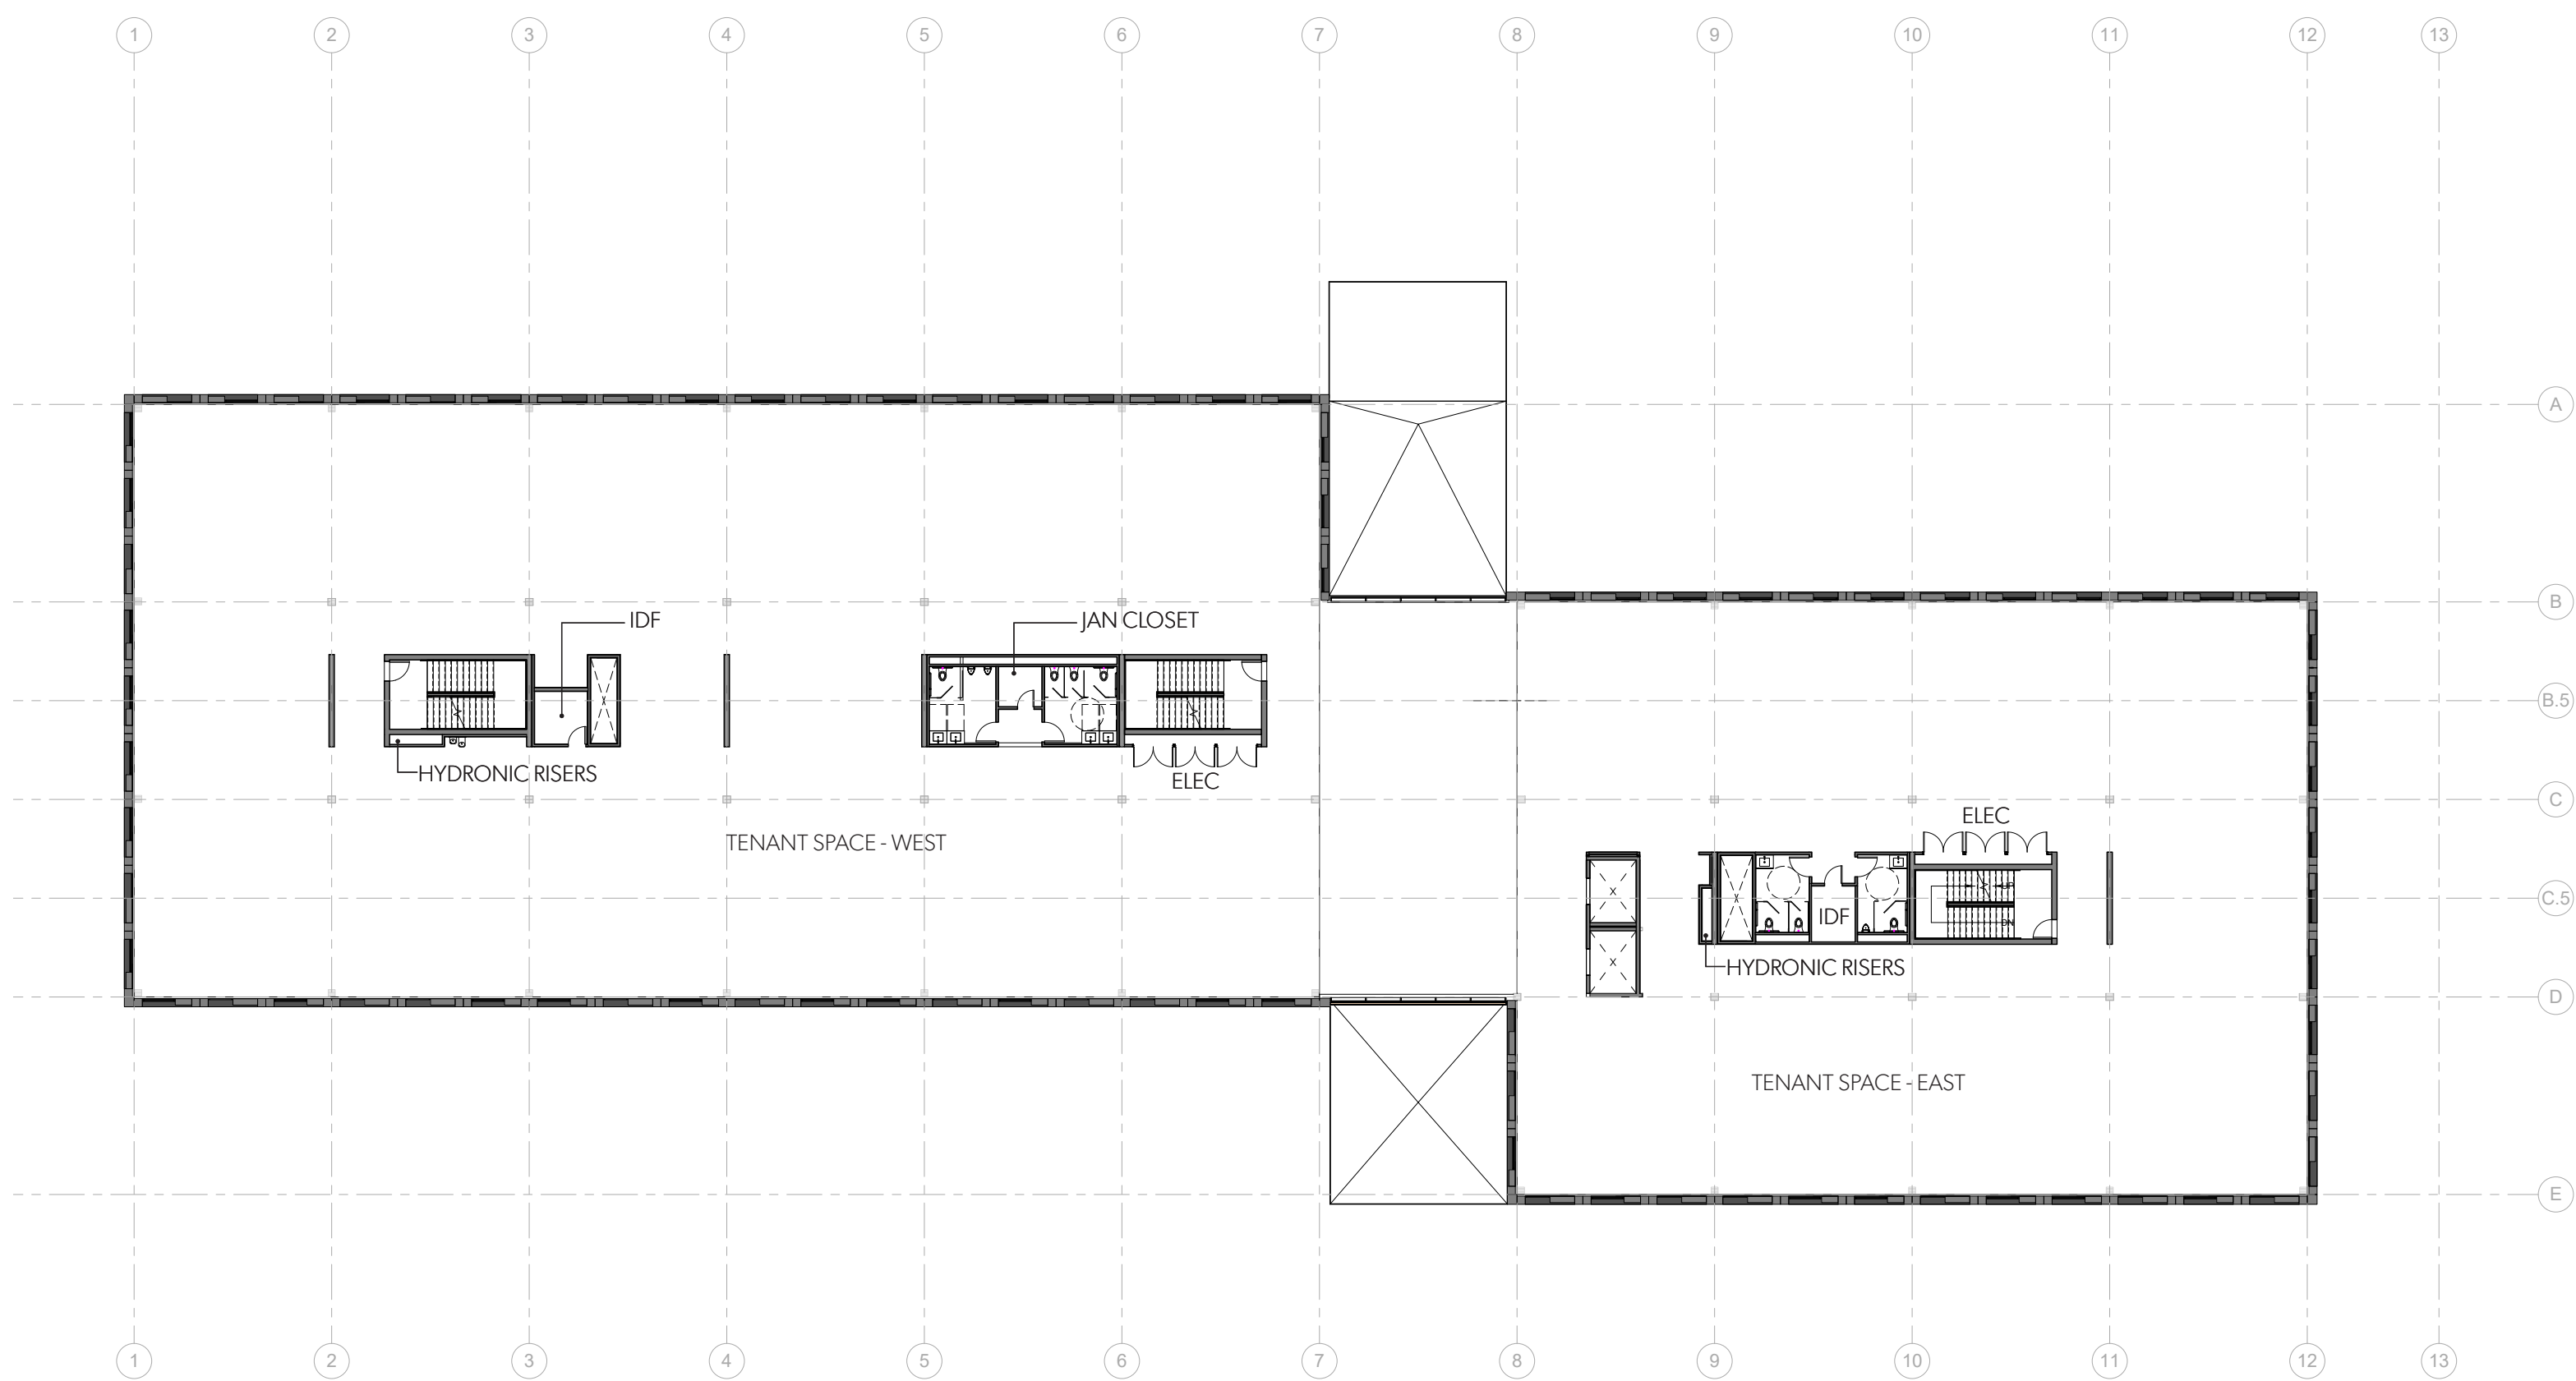 1 2 3 4 5 6 7 8 9 10 11 12 13
A
B
IDF
JAN CLOSET
B.5
HYDRONIC RISERS
ELEC
C
ELEC
TENANT SPACE - WEST
UP
C.5
IDF
DN
HYDRONIC RISERS
D
TENANT SPACE - EAST
E
1 2 3 4 5 6 7 8 9 10 11 12 13